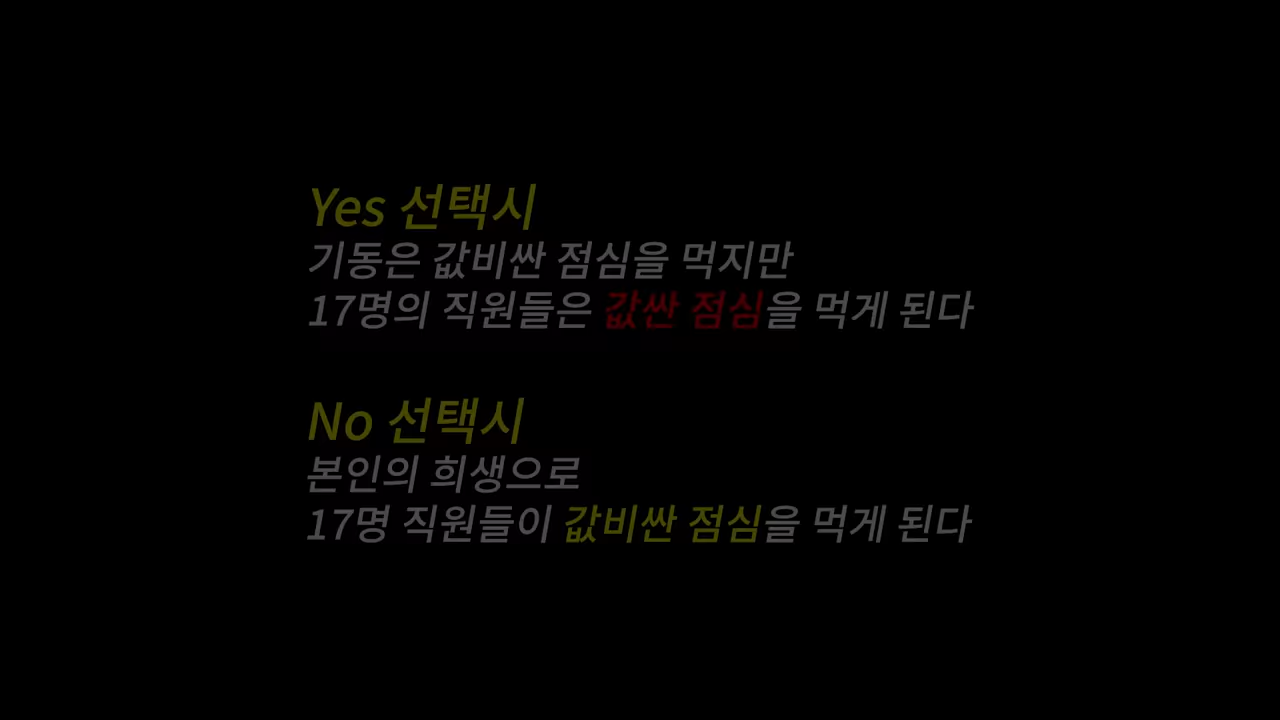 Yes 선택시
기동은 값비싼 점심을 먹지만
17명의 직원들은 값싼 점심을 먹게 된다
No 선택시
본인의 희생으로
17명 직원들이 값비싼 점심을 먹게 된다